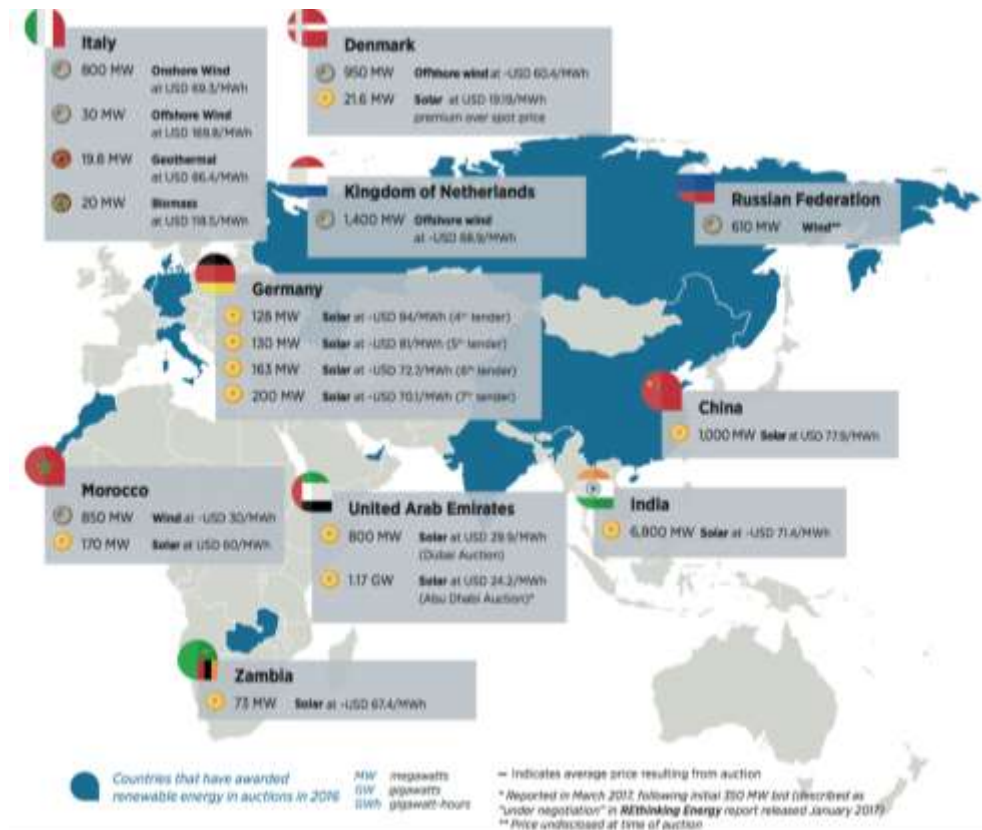 Italy
800 MW Onshore Wind
at USD 69.3/MWh
30 MW Offshore Wind
at USD 169.8/MWh
19.8 MW Geothermal
at USD 86.4/MWh
20 MW Biomass
at USD 118.5/MWh
Denmark
950 MW Offshore wind at ~USD 60.4/MWh
21.6 MW Solar at USD 19.19/MWh
premium over spot price
Kingdom of Netherlands
1,400 MW Offshore wind
at ~USD 68.9/MWh
Russian Federation
610 MW Wind**
Germany
128 MW Solar at ~USD 84/MWh (4th tender)
130 MW Solar at ~USD 81/MWh (5th tender)
163 MW Solar at ~USD 72.7/MWh (6th tender)
200 MW Solar at ~USD 70.1/MWh (7th tender)
China
1,000 MW Solar at USD 77.9/MWh
Morocco
850 MW Wind at ~USD 30/MWh
170 MW Solar at USD 60/MWh
United Arab Emirates
800 MW Solar at USD 29.9/MWh
(Dubai Auction)
1.17 GW Solar at USD 24.2/MWh
(Abu Dhabi Auction)*
India
6,800 MW Solar at ~USD 71.4/MWh
Zambia
73 MW Solar at ~USD 67.4/MWh
Countries that have awarded
renewable energy in auctions in 2016
MW megawatts
GW gigawatts
GWh gigawatt-hours
~ Indicates average price resulting from auction
* Reported in March 2017, following initial 350 MW bid (described as
"under negotiation" in REthinking Energy report released January 2017)
** Price undisclosed at time of auction